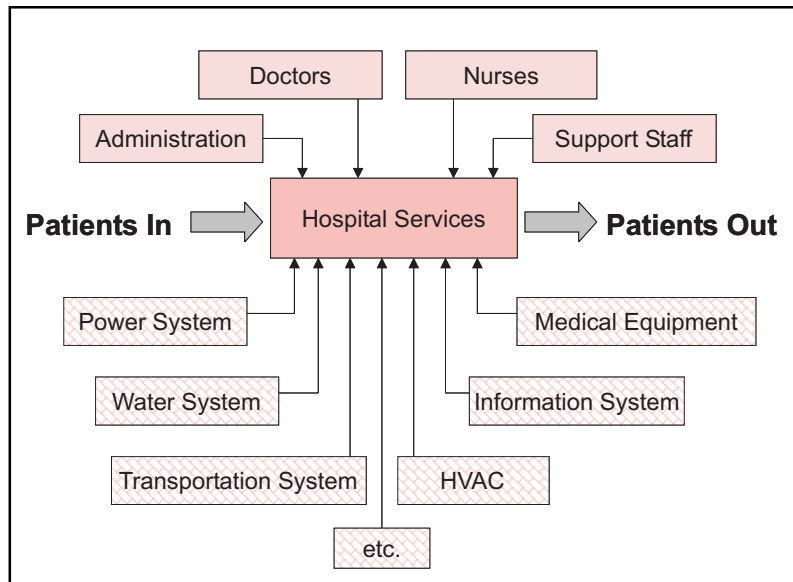 Doctors
Nurses
Administration
Support Staff
Patients In
Hospital Services
Patients Out
Power System
Medical Equipment
Water System
Information System
Transportation System
HVAC
etc.